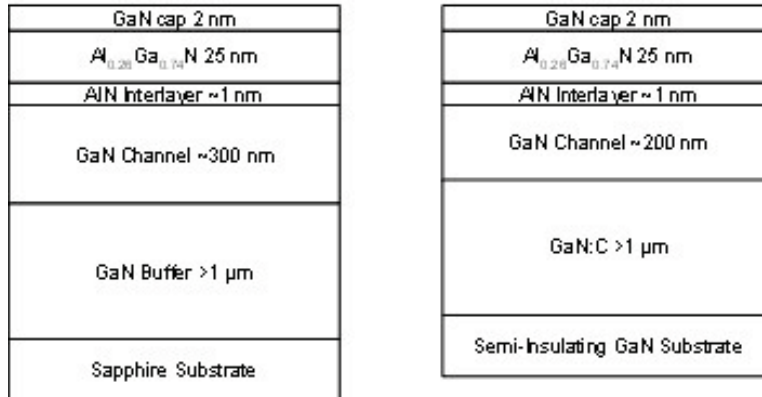 GaN cap 2 nm
Al0.26Ga0.74N 25 nm
AlN Interlayer ~1 nm
GaN Channel ~300 nm
GaN Buffer >1 μm
Sapphire Substrate
GaN cap 2 nm
Al0.26Ga0.74N 25 nm
AlN Interlayer ~1 nm
GaN Channel ~200 nm
GaN:C >1 μm
Semi-Insulating GaN Substrate